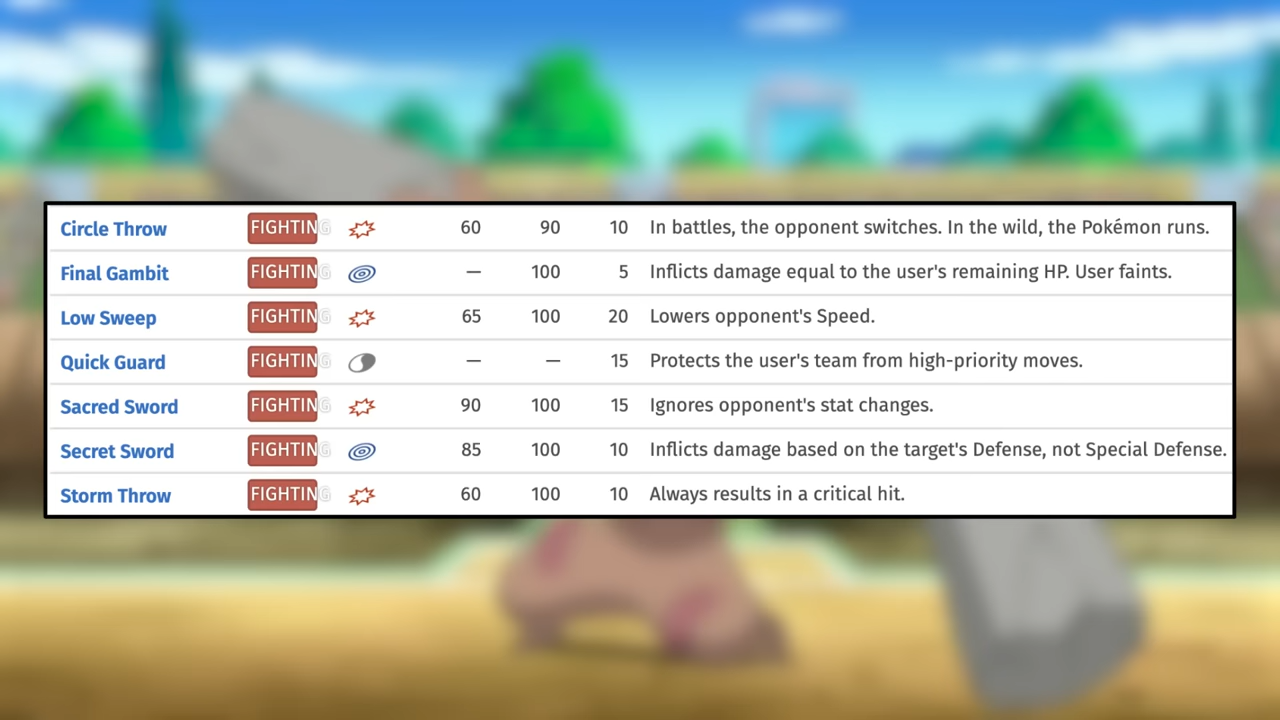 Circle Throw FIGHTING 60 90 10 In battles, the opponent switches. In the wild, the Pokémon runs.
Final Gambit FIGHTING — 100 5 Inflicts damage equal to the user's remaining HP. User faints.
Low Sweep FIGHTING 65 100 20 Lowers opponent's Speed.
Quick Guard FIGHTING — — 15 Protects the user's team from high-priority moves.
Sacred Sword FIGHTING 90 100 15 Ignores opponent's stat changes.
Secret Sword FIGHTING 85 100 10 Inflicts damage based on the target's Defense, not Special Defense.
Storm Throw FIGHTING 60 100 10 Always results in a critical hit.